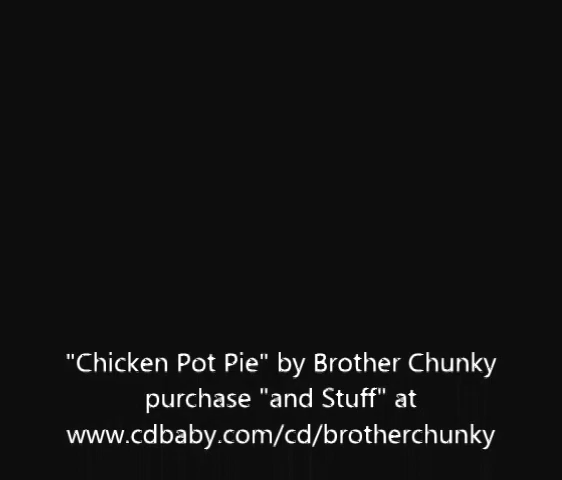 "Chicken Pot Pie" by Brother Chunky
purchase "and Stuff" at
www.cdbaby.com/cd/brotherchunky